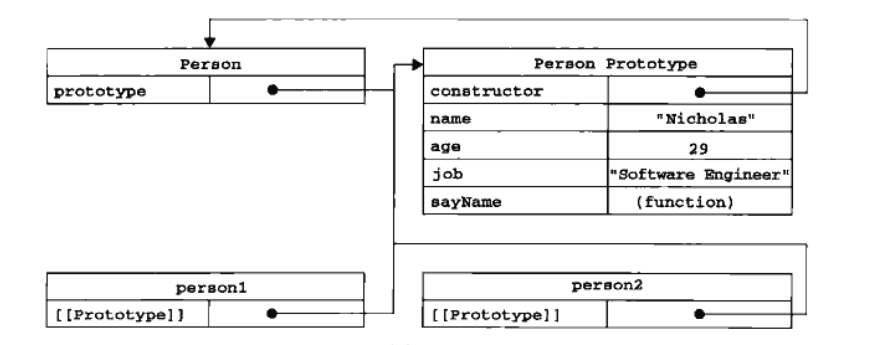 Person
prototype
Person Prototype
constructor
name "Nicholas"
age 29
job "Software Engineer"
sayName (function)
person1
[[Prototype]]
person2
[[Prototype]]